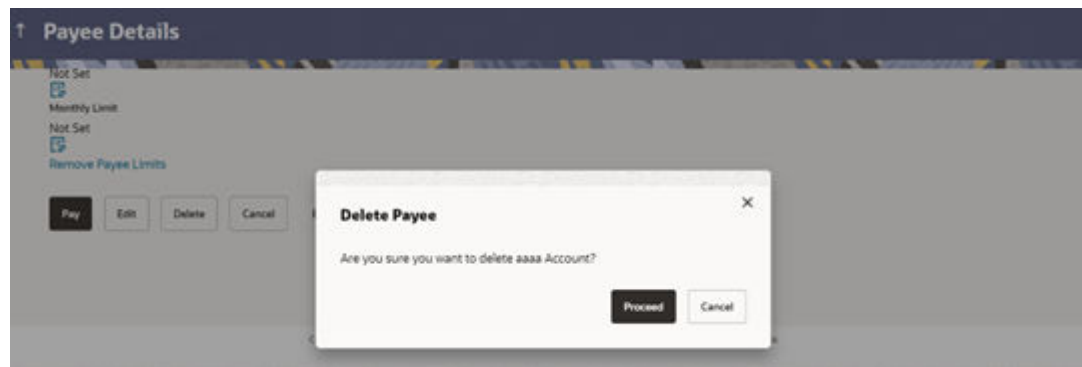 Payee Details
Not Set
Monthly Limit
Not Set
Remove Payee Limits
Pay Edit Delete Cancel
Delete Payee
Are you sure you want to delete aaaa Account?
Proceed Cancel